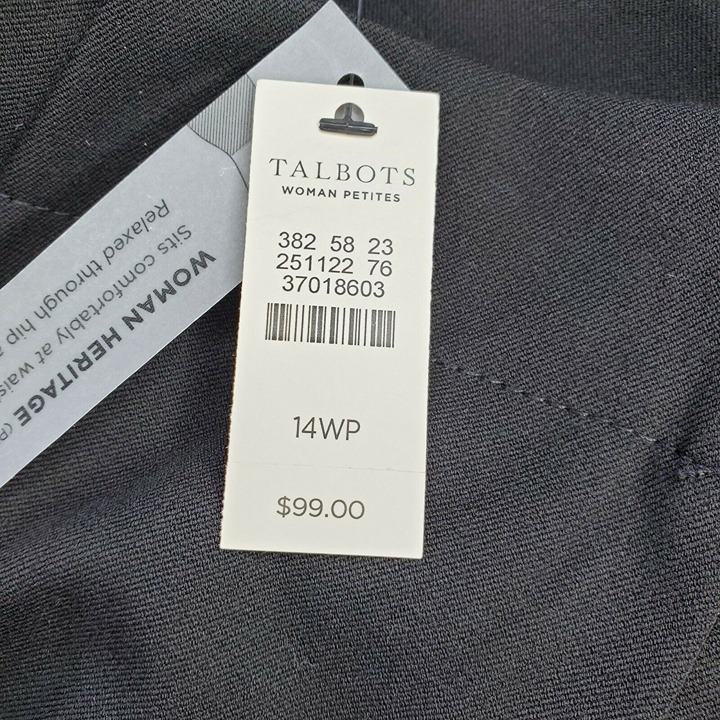 TALBOTS
WOMAN PETITES
382 58 23
251122 76
37018603
14WP
$99.00
WOMAN HERITAGE
Sits comfortably at
Relaxed through hip